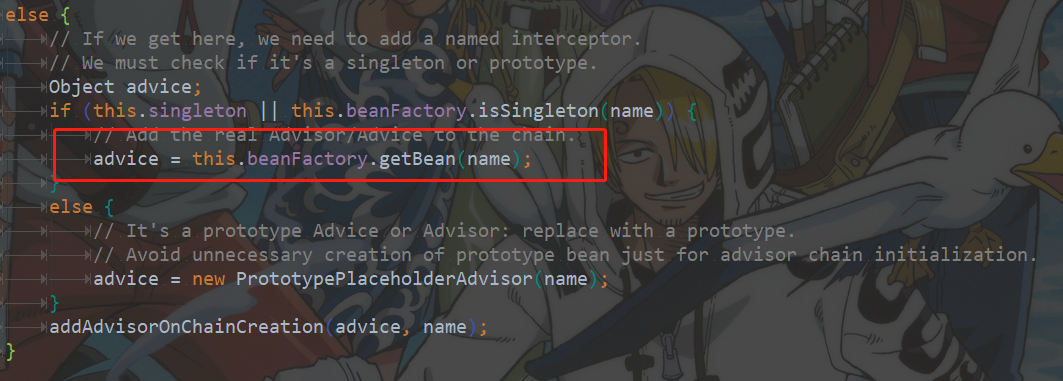 else {
// If we get here, we need to add a named interceptor.
// We must check if it's a singleton or prototype.
Object advice;
if (this.singleton || this.beanFactory.isSingleton(name)) {
// Add the real Advisor/Advice to the chain.
advice = this.beanFactory.getBean(name);
}
else {
// It's a prototype Advice or Advisor: replace with a prototype.
// Avoid unnecessary creation of prototype bean just for advisor chain initialization.
advice = new PrototypePlaceholderAdvisor(name);
}
addAdvisorOnChainCreation(advice, name);
}